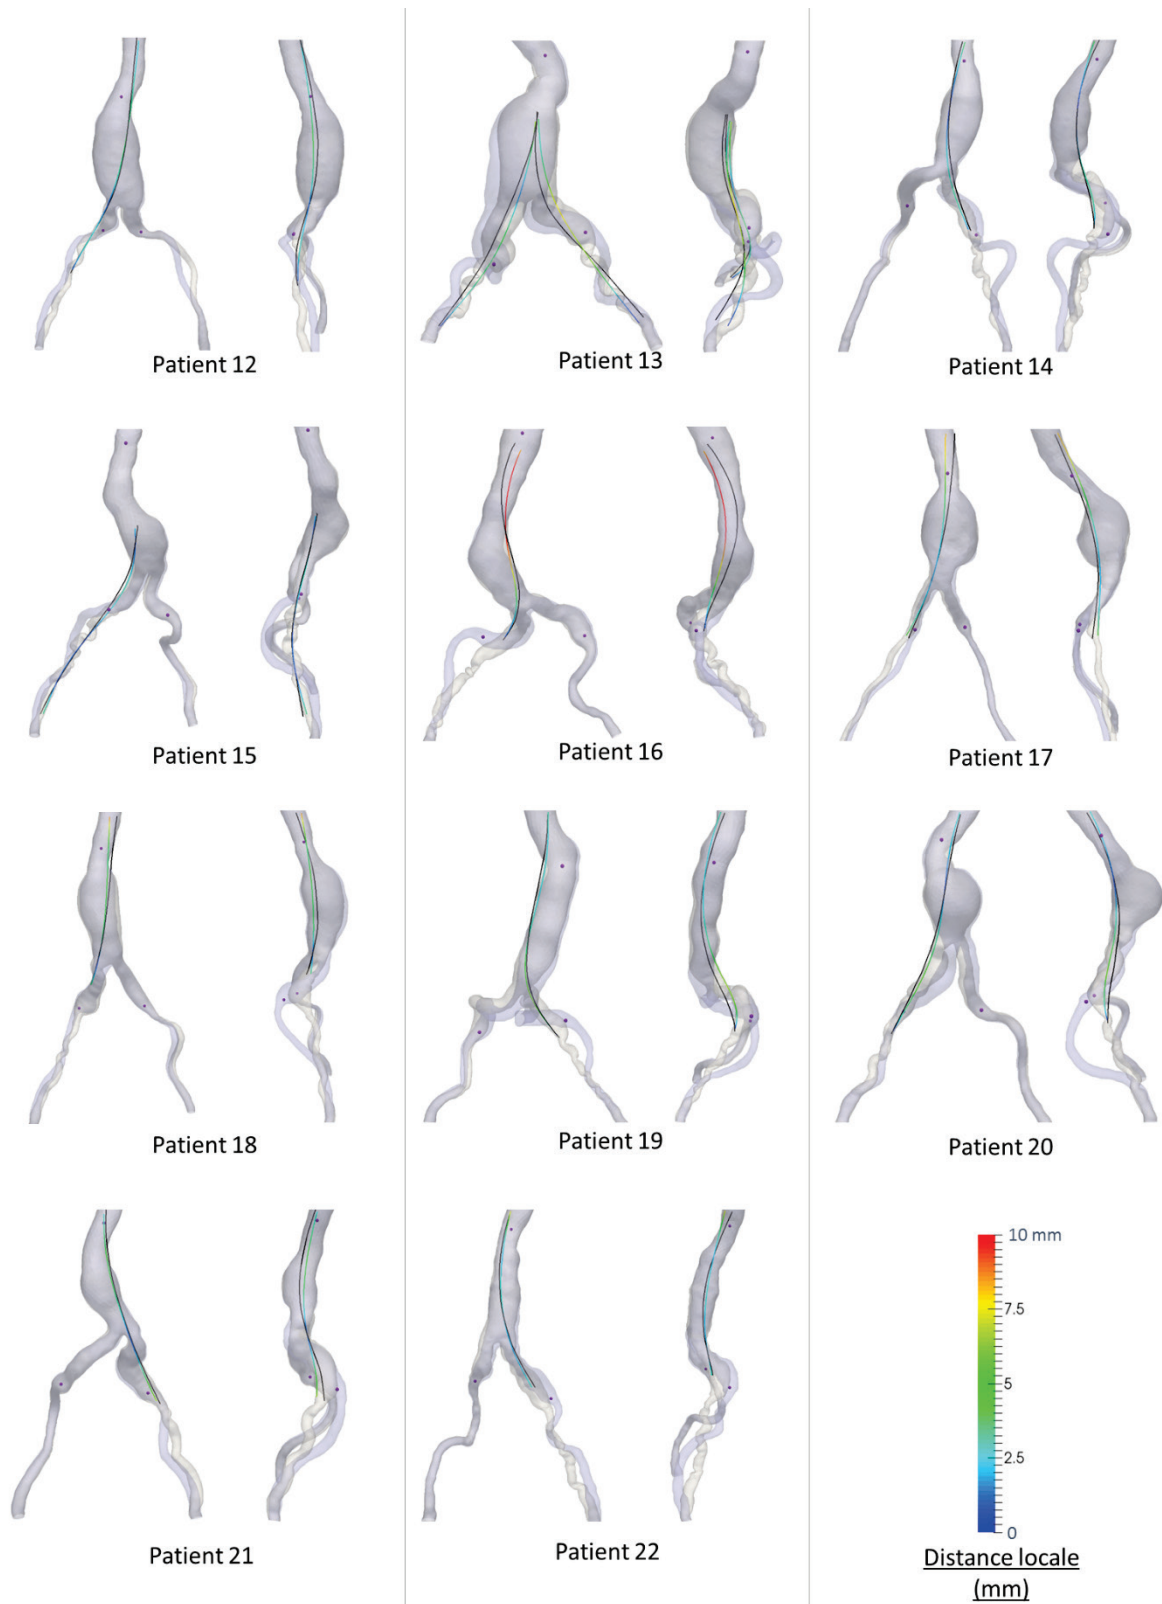 Patient 12
Patient 13
Patient 14
Patient 15
Patient 16
Patient 17
Patient 18
Patient 19
Patient 20
Patient 21
Patient 22
10 mm
7.5
5
2.5
0
Distance locale
(mm)